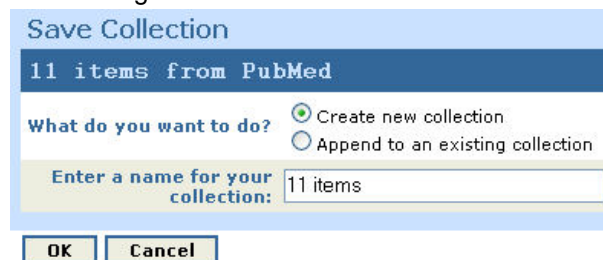 Save Collection
11 items from PubMed
What do you want to do?
Create new collection
Append to an existing collection
Enter a name for your
collection:
11 items
OK Cancel